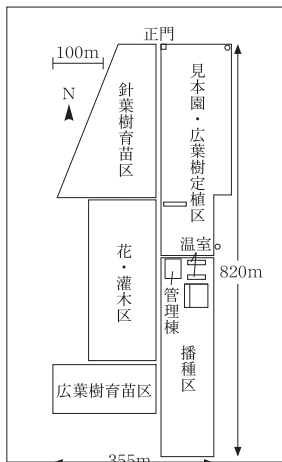 正門
100m
N
針葉樹育苗区
見本園・広葉樹定植区
温室
820m
花・灌木区
管理棟
播種区
広葉樹育苗区
355m